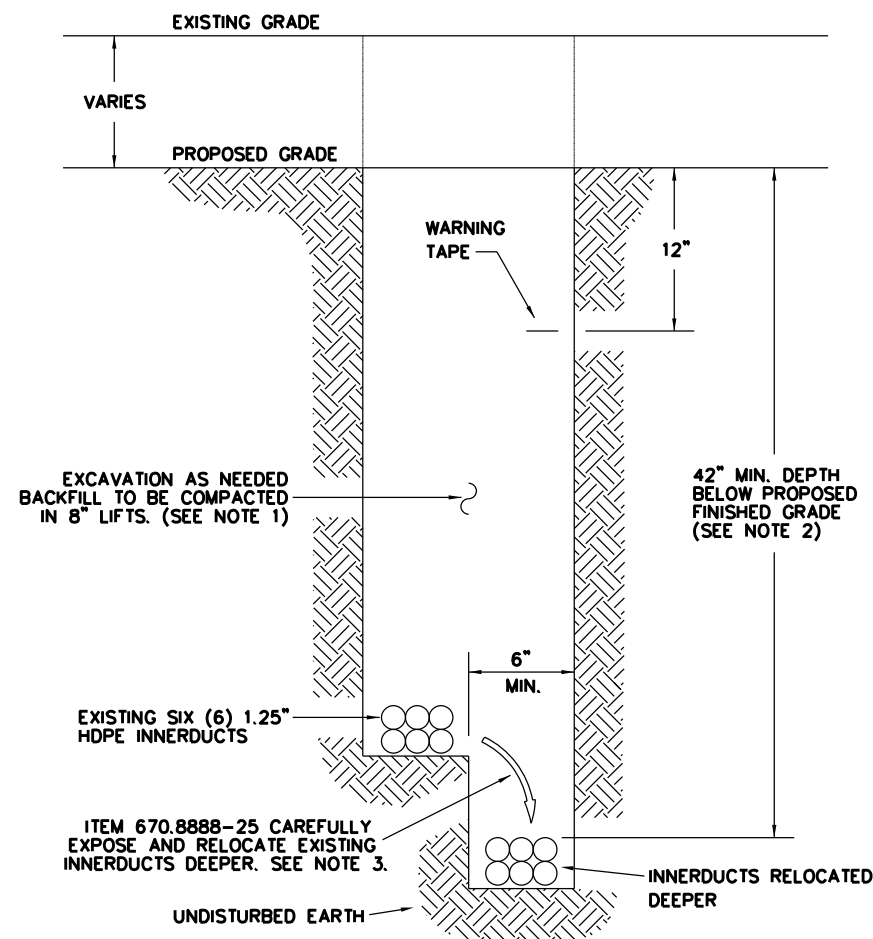 EXISTING GRADE
VARIES
PROPOSED GRADE
WARNING
TAPE
12"
EXCAVATION AS NEEDED
BACKFILL TO BE COMPACTED
IN 8" LIFTS. (SEE NOTE 1)
42" MIN. DEPTH
BELOW PROPOSED
FINISHED GRADE
(SEE NOTE 2)
6"
MIN.
EXISTING SIX (6) 1.25"
HDPE INNERDUCTS
ITEM 670.8888-25 CAREFULLY
EXPOSE AND RELOCATE EXISTING
INNERDUCTS DEEPER. SEE NOTE 3.
INNERDUCTS RELOCATED
DEEPER
UNDISTURBED EARTH